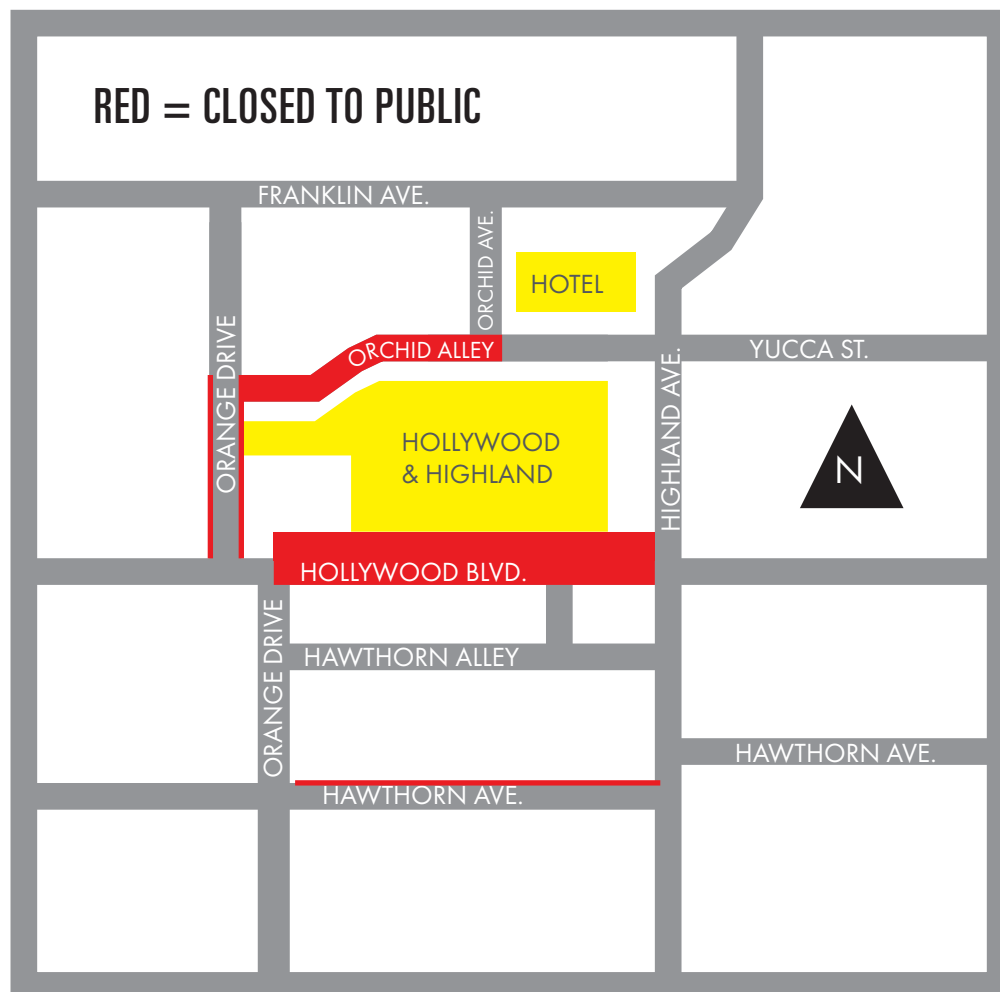 RED = CLOSED TO PUBLIC
FRANKLIN AVE.
ORCHID AVE.
HOTEL
ORANGE DRIVE
ORCHID ALLEY
YUCCA ST.
HIGHLAND AVE.
HOLLYWOOD
& HIGHLAND
N
HOLLYWOOD BLVD.
ORANGE DRIVE
HAWTHORN ALLEY
HAWTHORN AVE.
HAWTHORN AVE.